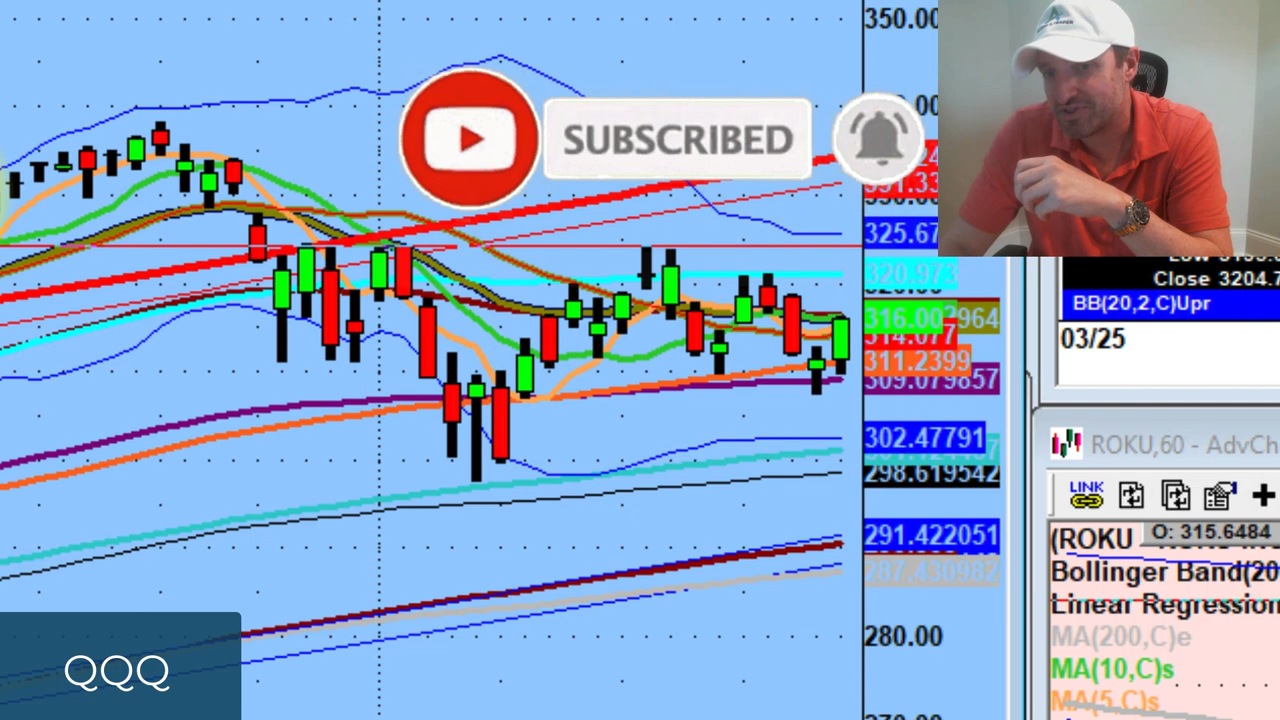 350.00
SUBSCRIBED
325.67
320.973
316.00
311.2399
309.079857
302.47791
298.619542
291.422051
287.430982
280.00
Close 3204.7
BB(20,2,C)Upr
03/25
ROKU,60 - AdvCh
LINK
O: 315.6484
(ROKU
Bollinger Band(20
Linear Regression
MA(200,C)e
MA(10,C)s
MA(5,C)s
QQQ